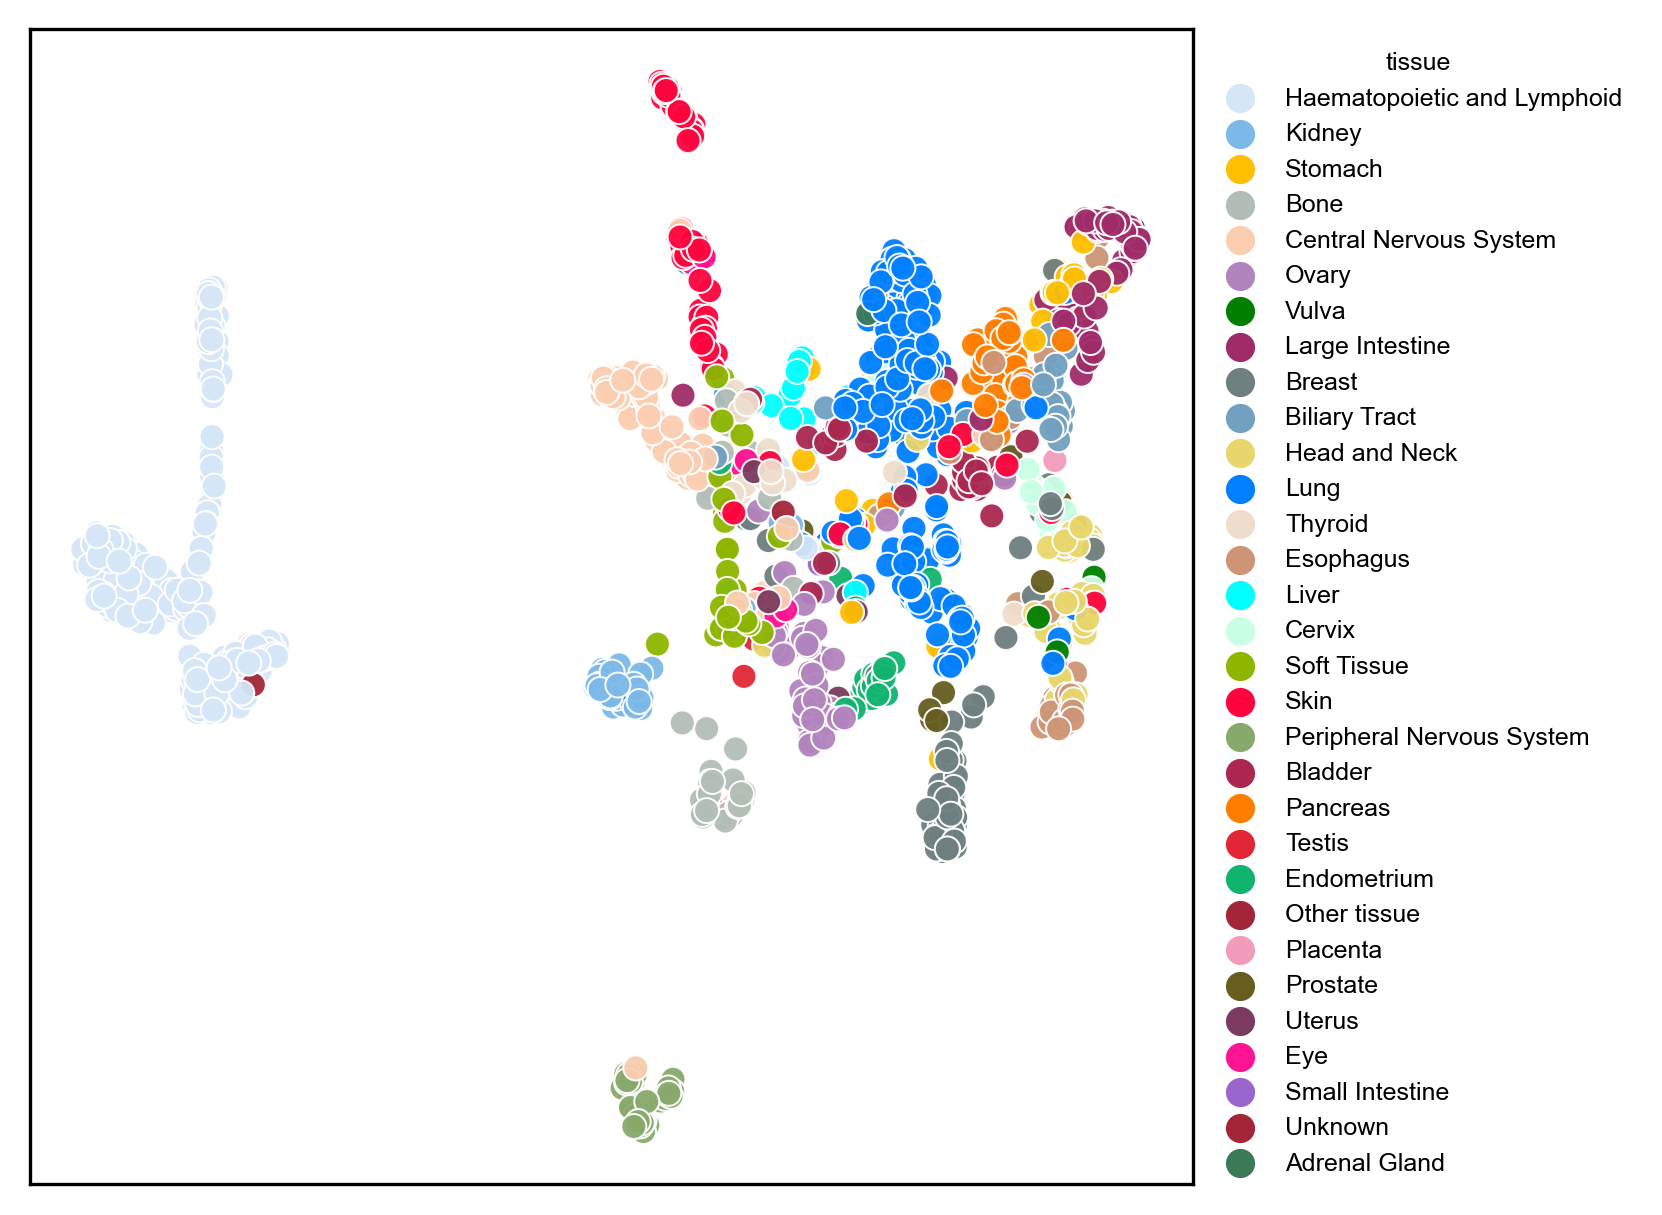 tissue
Haematopoietic and Lymphoid
Kidney
Stomach
Bone
Central Nervous System
Ovary
Vulva
Large Intestine
Breast
Biliary Tract
Head and Neck
Lung
Thyroid
Esophagus
Liver
Cervix
Soft Tissue
Skin
Peripheral Nervous System
Bladder
Pancreas
Testis
Endometrium
Other tissue
Placenta
Prostate
Uterus
Eye
Small Intestine
Unknown
Adrenal Gland